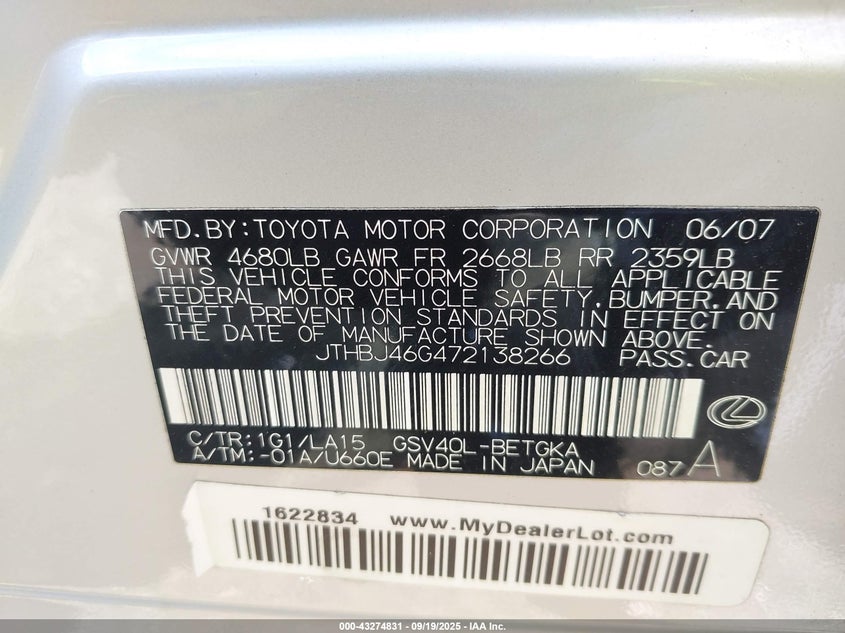 MFD.BY:TOYOTA MOTOR CORPORATION 06/07
GVWR 4680LB GAWR FR 2668LB RR 2359LB
THIS VEHICLE CONFORMS TO ALL APPLICABLE
FEDERAL MOTOR VEHICLE SAFETY,BUMPER,AND
THEFT PREVENTION STANDARDS IN EFFECT ON
THE DATE OF MANUFACTURE SHOWN ABOVE.
JTHBJ46G472138266 PASS.CAR
C/TR:1G1/LA15 GSV40L-BETGKA
A/TM:-01A/U660E MADE IN JAPAN 087A
1622834 www.MyDealerLot.com
000-43274831 - 09/19/2025 - IAA Inc.